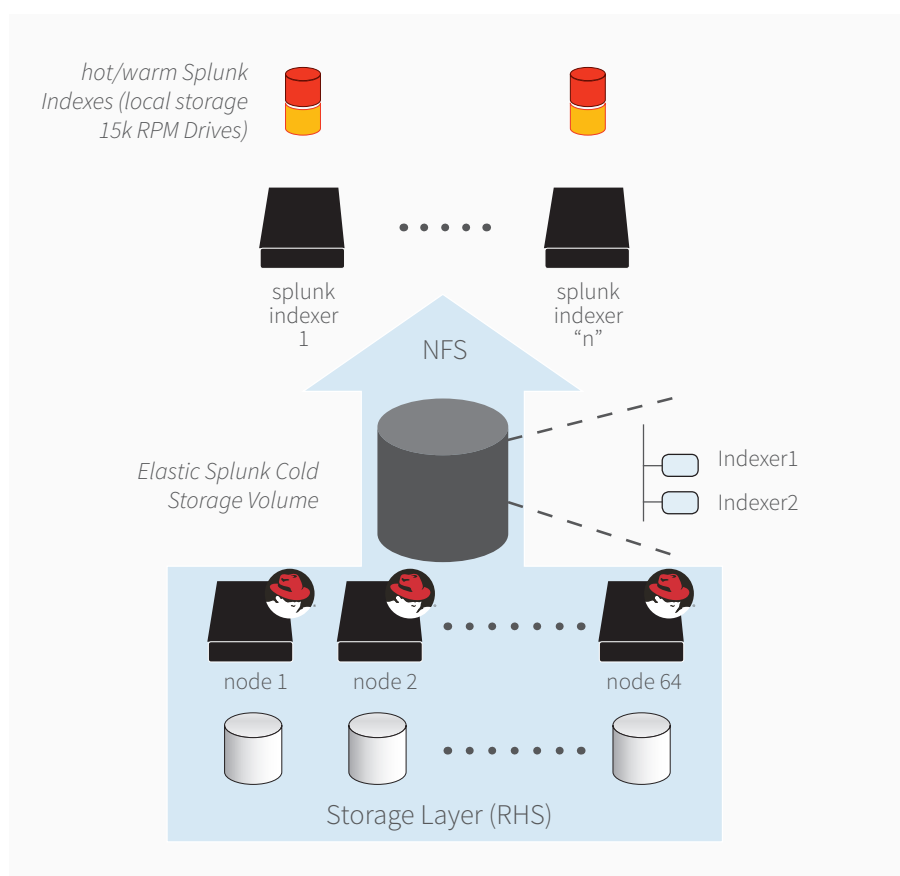 hot/warm Splunk
Indexes (local storage
15k RPM Drives)
splunk
indexer
1
splunk
indexer
“n”
NFS
Elastic Splunk Cold
Storage Volume
Indexer1
Indexer2
node 1
node 2
node 64
Storage Layer (RHS)